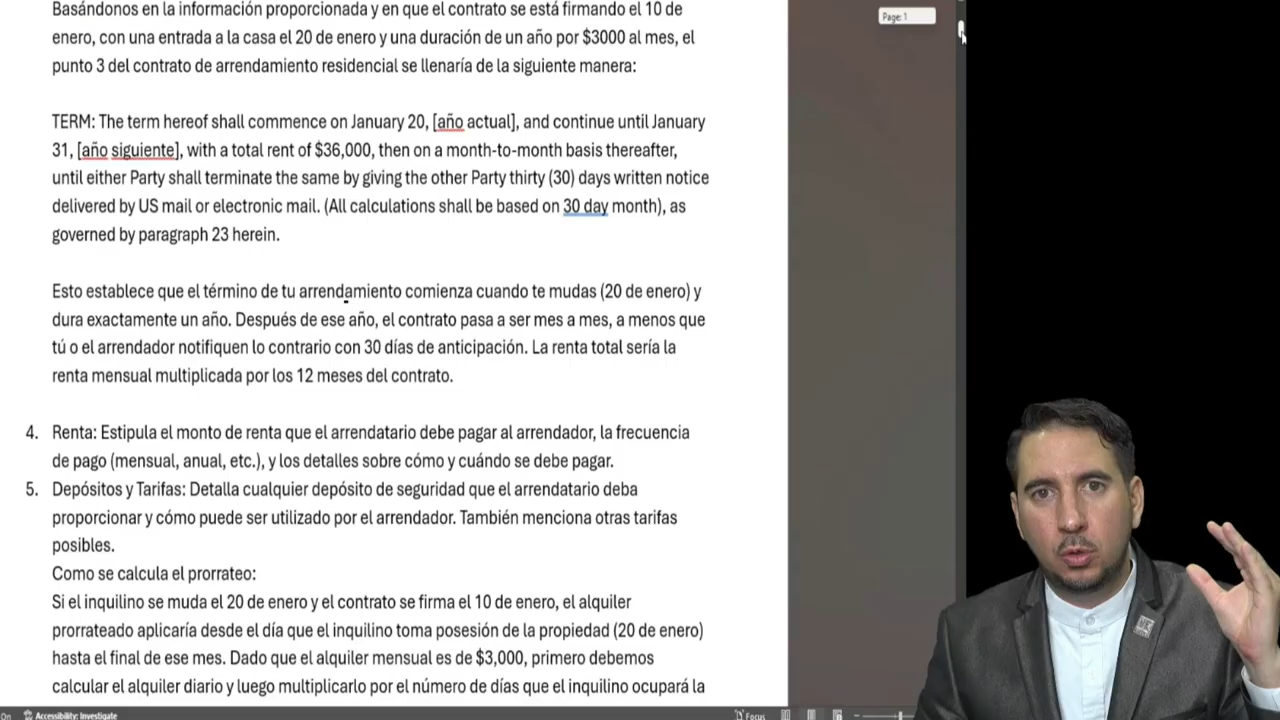 Basándonos en la información proporcionada y en que el contrato se está firmando el 10 de
enero, con una entrada a la casa el 20 de enero y una duración de un año por $3000 al mes, el
punto 3 del contrato de arrendamiento residencial se llenaría de la siguiente manera:
TERM: The term hereof shall commence on January 20, [año actual], and continue until January
31, [año siguiente], with a total rent of $36,000, then on a month-to-month basis thereafter,
until either Party shall terminate the same by giving the other Party thirty (30) days written notice
delivered by US mail or electronic mail. (All calculations shall be based on 30 day month), as
governed by paragraph 23 herein.
Esto establece que el término de tu arrendamiento comienza cuando te mudas (20 de enero) y
dura exactamente un año. Después de ese año, el contrato pasa a ser mes a mes, a menos que
tú o el arrendador notifiquen lo contrario con 30 días de anticipación. La renta total sería la
renta mensual multiplicada por los 12 meses del contrato.
4. Renta: Estipula el monto de renta que el arrendatario debe pagar al arrendador, la frecuencia
de pago (mensual, anual, etc.), y los detalles sobre cómo y cuándo se debe pagar.
5. Depósitos y Tarifas: Detalla cualquier depósito de seguridad que el arrendatario deba
proporcionar y cómo puede ser utilizado por el arrendador. También menciona otras tarifas
posibles.
Como se calcula el prorrateo:
Si el inquilino se muda el 20 de enero y el contrato se firma el 10 de enero, el alquiler
prorrateado aplicaría desde el día que el inquilino toma posesión de la propiedad (20 de enero)
hasta el final de ese mes. Dado que el alquiler mensual es de $3,000, primero debemos
calcular el alquiler diario y luego multiplicarlo por el número de días que el inquilino ocupará la
Page: 1
On Accessibility: Investigate
Focus